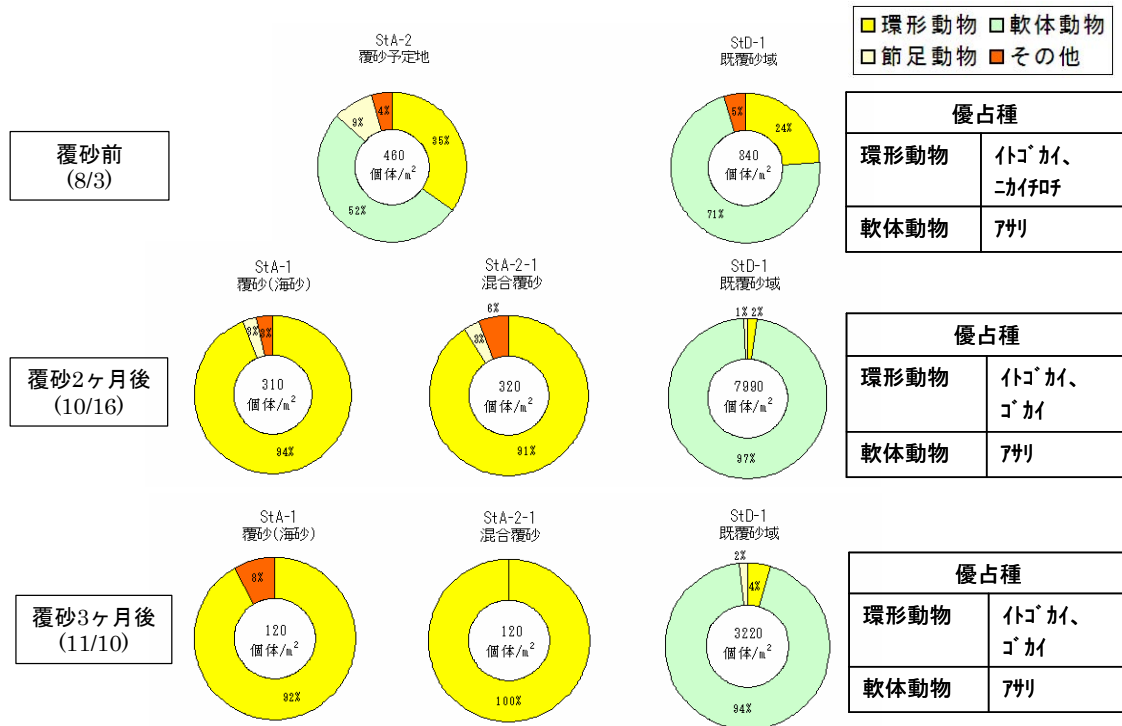 環形動物 軟体動物
節足動物 その他
StA-2
覆砂予定地
9%
4%
35%
52%
460
個体/m²
StD-1
既覆砂域
5%
24%
71%
840
個体/m²
覆砂前
(8/3)
優占種
環形動物 イトゴカイ、
ニカイチロチ
軟体動物 アサリ
StA-1
覆砂(海砂)
3%
3%
94%
310
個体/m²
StA-2-1
混合覆砂
6%
3%
91%
320
個体/m²
StD-1
既覆砂域
1% 2%
97%
7990
個体/m²
覆砂2ヶ月後
(10/16)
優占種
環形動物 イトゴカイ、
ゴカイ
軟体動物 アサリ
StA-1
覆砂(海砂)
8%
92%
120
個体/m²
StA-2-1
混合覆砂
100%
120
個体/m²
StD-1
既覆砂域
2%
4%
94%
3220
個体/m²
覆砂3ヶ月後
(11/10)
優占種
環形動物 イトゴカイ、
ゴカイ
軟体動物 アサリ